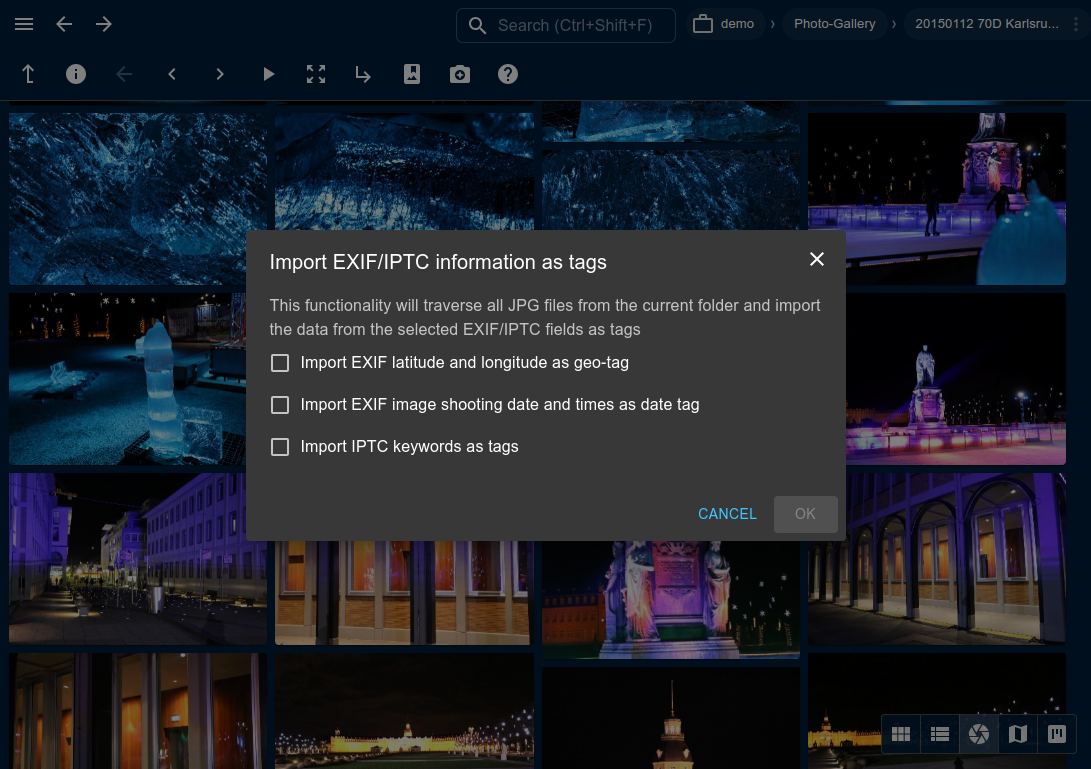 Search (Ctrl+Shift+F)
demo
Photo-Gallery
20150112 70D Karlsru...
Import EXIF/IPTC information as tags
This functionality will traverse all JPG files from the current folder and import
the data from the selected EXIF/IPTC fields as tags
Import EXIF latitude and longitude as geo-tag
Import EXIF image shooting date and times as date tag
Import IPTC keywords as tags
CANCEL
OK